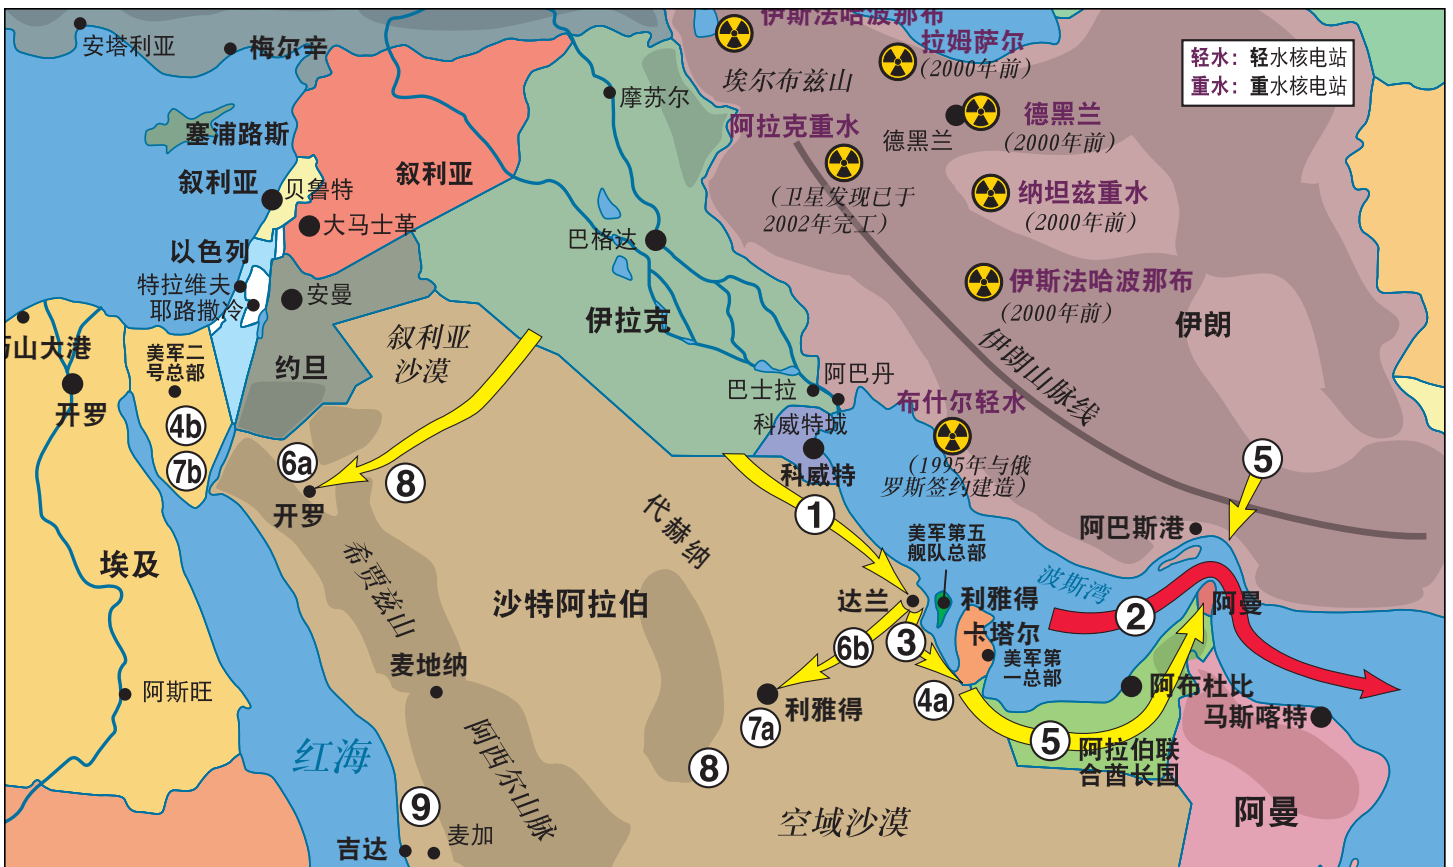 伊斯法哈波那布
安塔利亚
梅尔辛
拉姆萨尔
(2000年前)
轻水：轻水核电站
重水：重水核电站
埃尔布兹山
摩苏尔
阿拉克重水
德黑兰
德黑兰
(2000年前)
塞浦路斯
叙利亚
贝鲁特
叙利亚
(卫星发现已于
2002年完工)
纳坦兹重水
(2000年前)
大马士革
巴格达
以色列
特拉维夫
耶路撒冷
安曼
伊斯法哈波那布
(2000年前)
伊拉克
伊朗
叙利亚
沙漠
伊朗山脉线
历山大港
美军二
号总部
约旦
开罗
4b
7b
巴士拉
阿巴丹
科威特城
科威特
布什尔轻水
(1995年与俄
罗斯签约建造)
6a
8
开罗
1
5
代赫纳
阿巴斯港
美军第五
舰队总部
埃及
希贾兹山
沙特阿拉伯
达兰
利雅得
波斯湾
2
阿曼
6b
3
卡塔尔
美军第
一总部
麦地纳
阿斯旺
利雅得
7a
4a
阿布杜比
马斯喀特
红海
阿西尔山脉
8
5
阿拉伯联
合酋长国
9
吉达
麦加
空域沙漠
阿曼